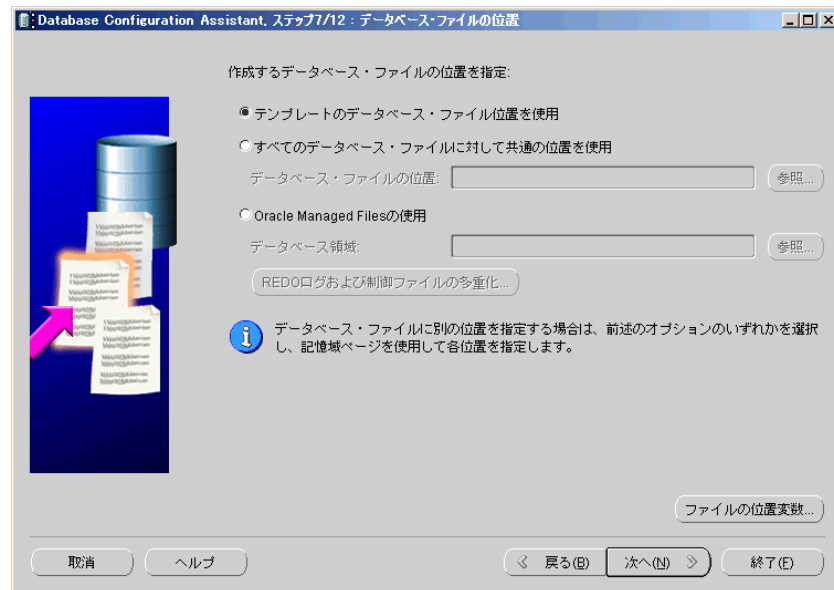 Database Configuration Assistant, ステップ7/12 : データベース・ファイルの位置
作成するデータベース・ファイルの位置を指定:
テンプレートのデータベース・ファイル位置を使用
すべてのデータベース・ファイルに対して共通の位置を使用
データベース・ファイルの位置:
参照...
Oracle Managed Filesの使用
データベース領域:
参照...
REDOログおよび制御ファイルの多重化...
データベース・ファイルに別の位置を指定する場合は、前述のオプションのいずれかを選択
し、記憶域ページを使用して各位置を指定します。
ファイルの位置変数...
取消
ヘルプ
戻る(B)
次へ(N)
終了(F)